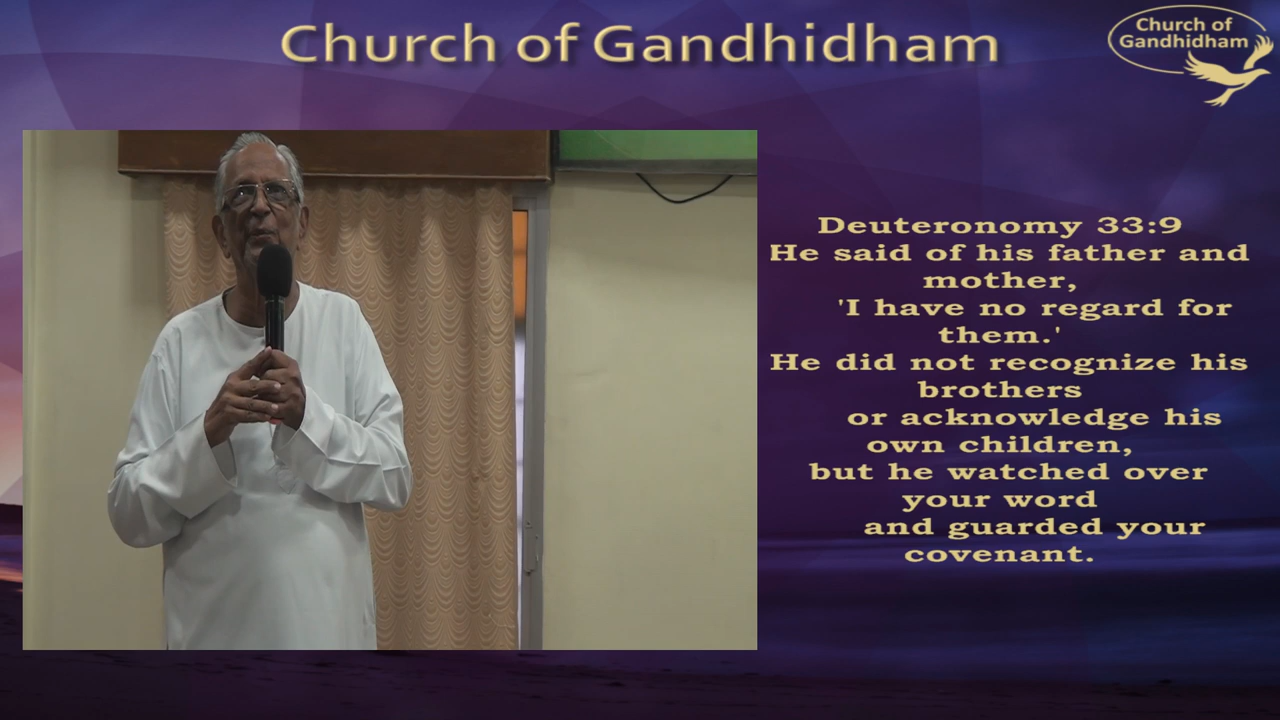 Church of Gandhidham
Church of
Gandhidham
Deuteronomy 33:9
He said of his father and
mother,
'I have no regard for
them.'
He did not recognize his
brothers
or acknowledge his
own children,
but he watched over
your word
and guarded your
covenant.